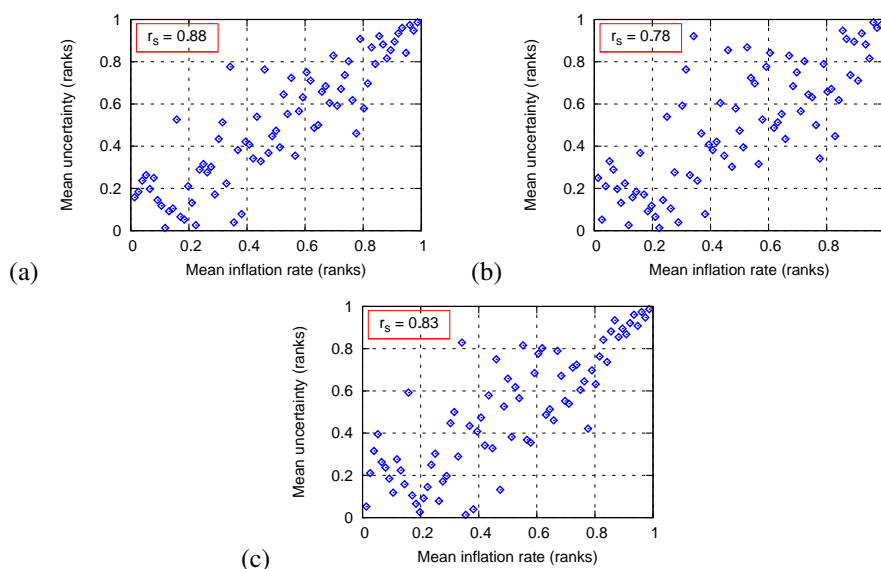 r_s = 0.88
Mean uncertainty (ranks)
1
0.8
0.6
0.4
0.2
0
0 0.2 0.4 0.6 0.8 1
Mean inflation rate (ranks)
(a)
r_s = 0.78
Mean uncertainty (ranks)
1
0.8
0.6
0.4
0.2
0
0 0.2 0.4 0.6 0.8
Mean inflation rate (ranks)
(b)
r_s = 0.83
Mean uncertainty (ranks)
1
0.8
0.6
0.4
0.2
0
0 0.2 0.4 0.6 0.8 1
Mean inflation rate (ranks)
(c)